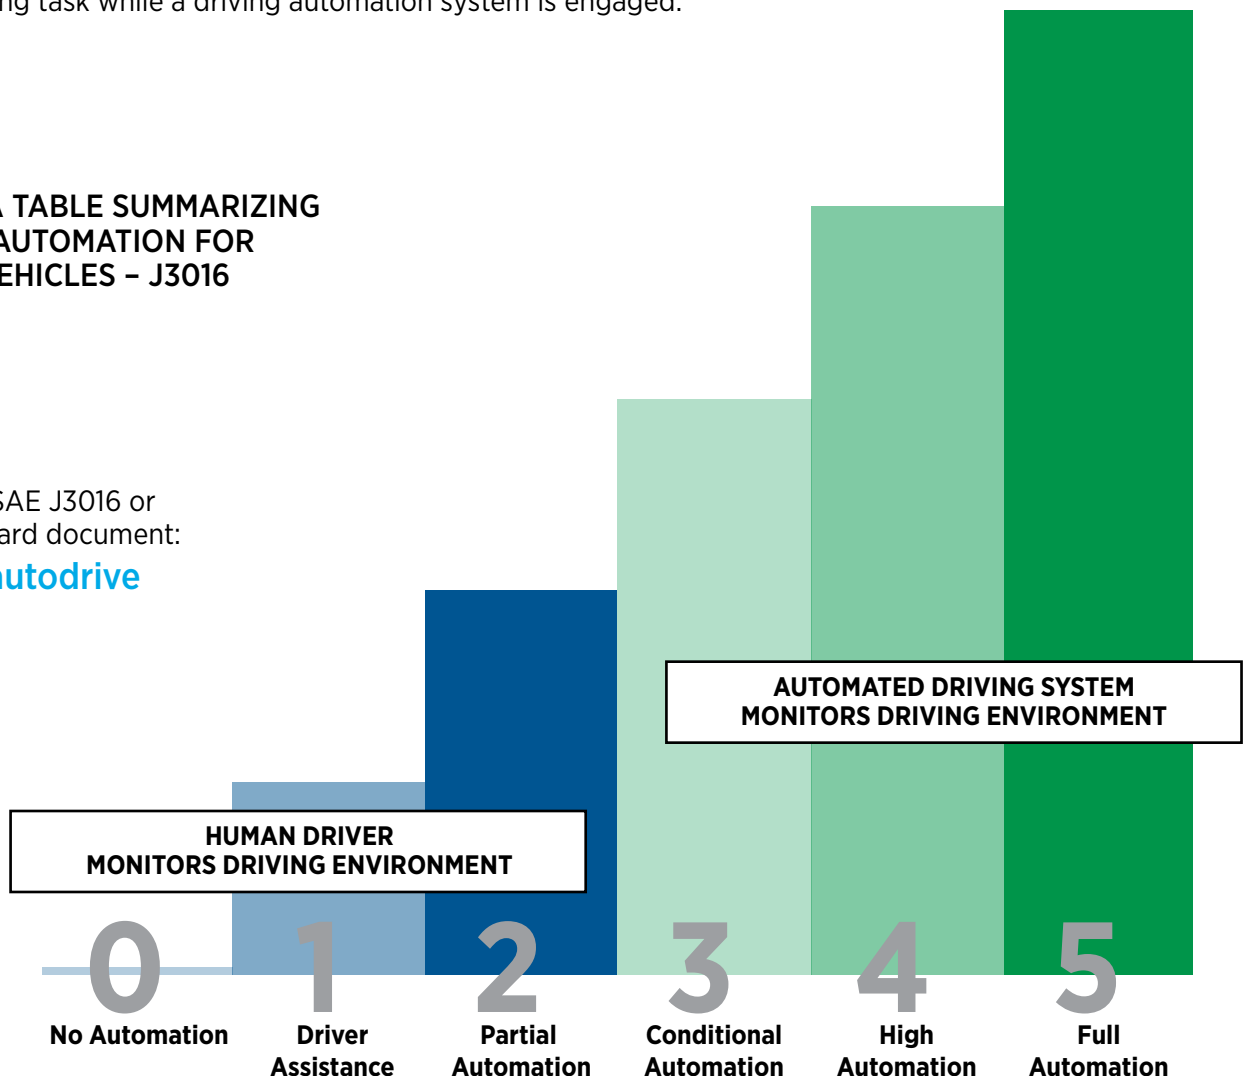 ng task while a driving automation system is engaged.
A TABLE SUMMARIZING
AUTOMATION FOR
EHICLES – J3016
SAE J3016 or
ard document:
autodrive
AUTOMATED DRIVING SYSTEM
MONITORS DRIVING ENVIRONMENT
HUMAN DRIVER
MONITORS DRIVING ENVIRONMENT
0 1 2 3 4 5
No Automation Driver Partial Conditional High Full
Assistance Automation Automation Automation Automation